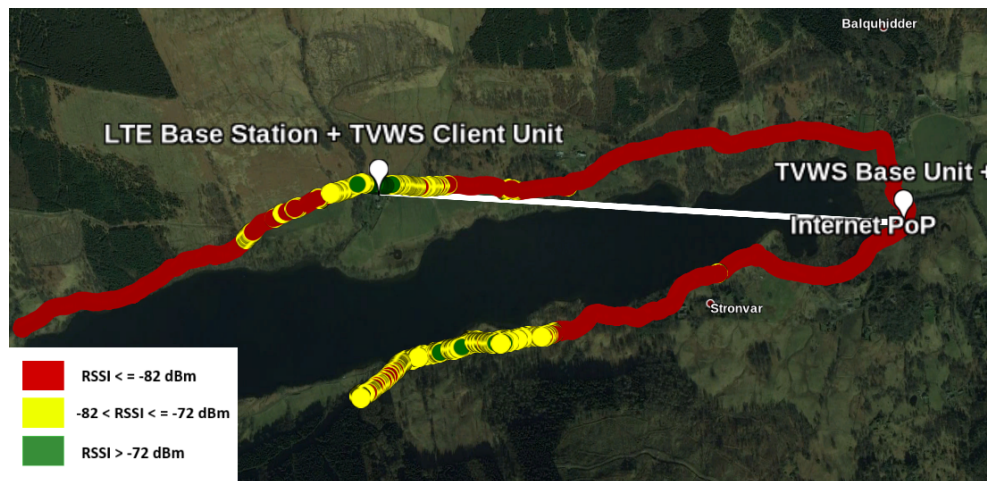 Balquhidder
LTE Base Station + TVWS Client Unit
TVWS Base Unit +
Internet PoP
Stronvar
RSSI < = -82 dBm
-82 < RSSI < = -72 dBm
RSSI > -72 dBm